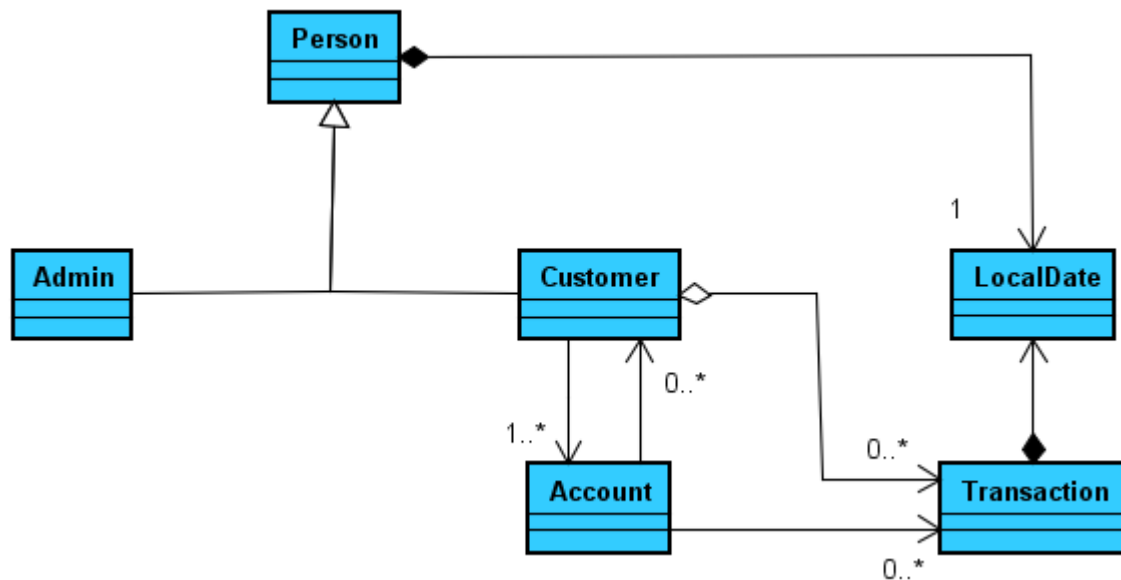 Person
1
Admin
Customer
LocalDate
0..*
1..*
0..*
Account
Transaction
0..*